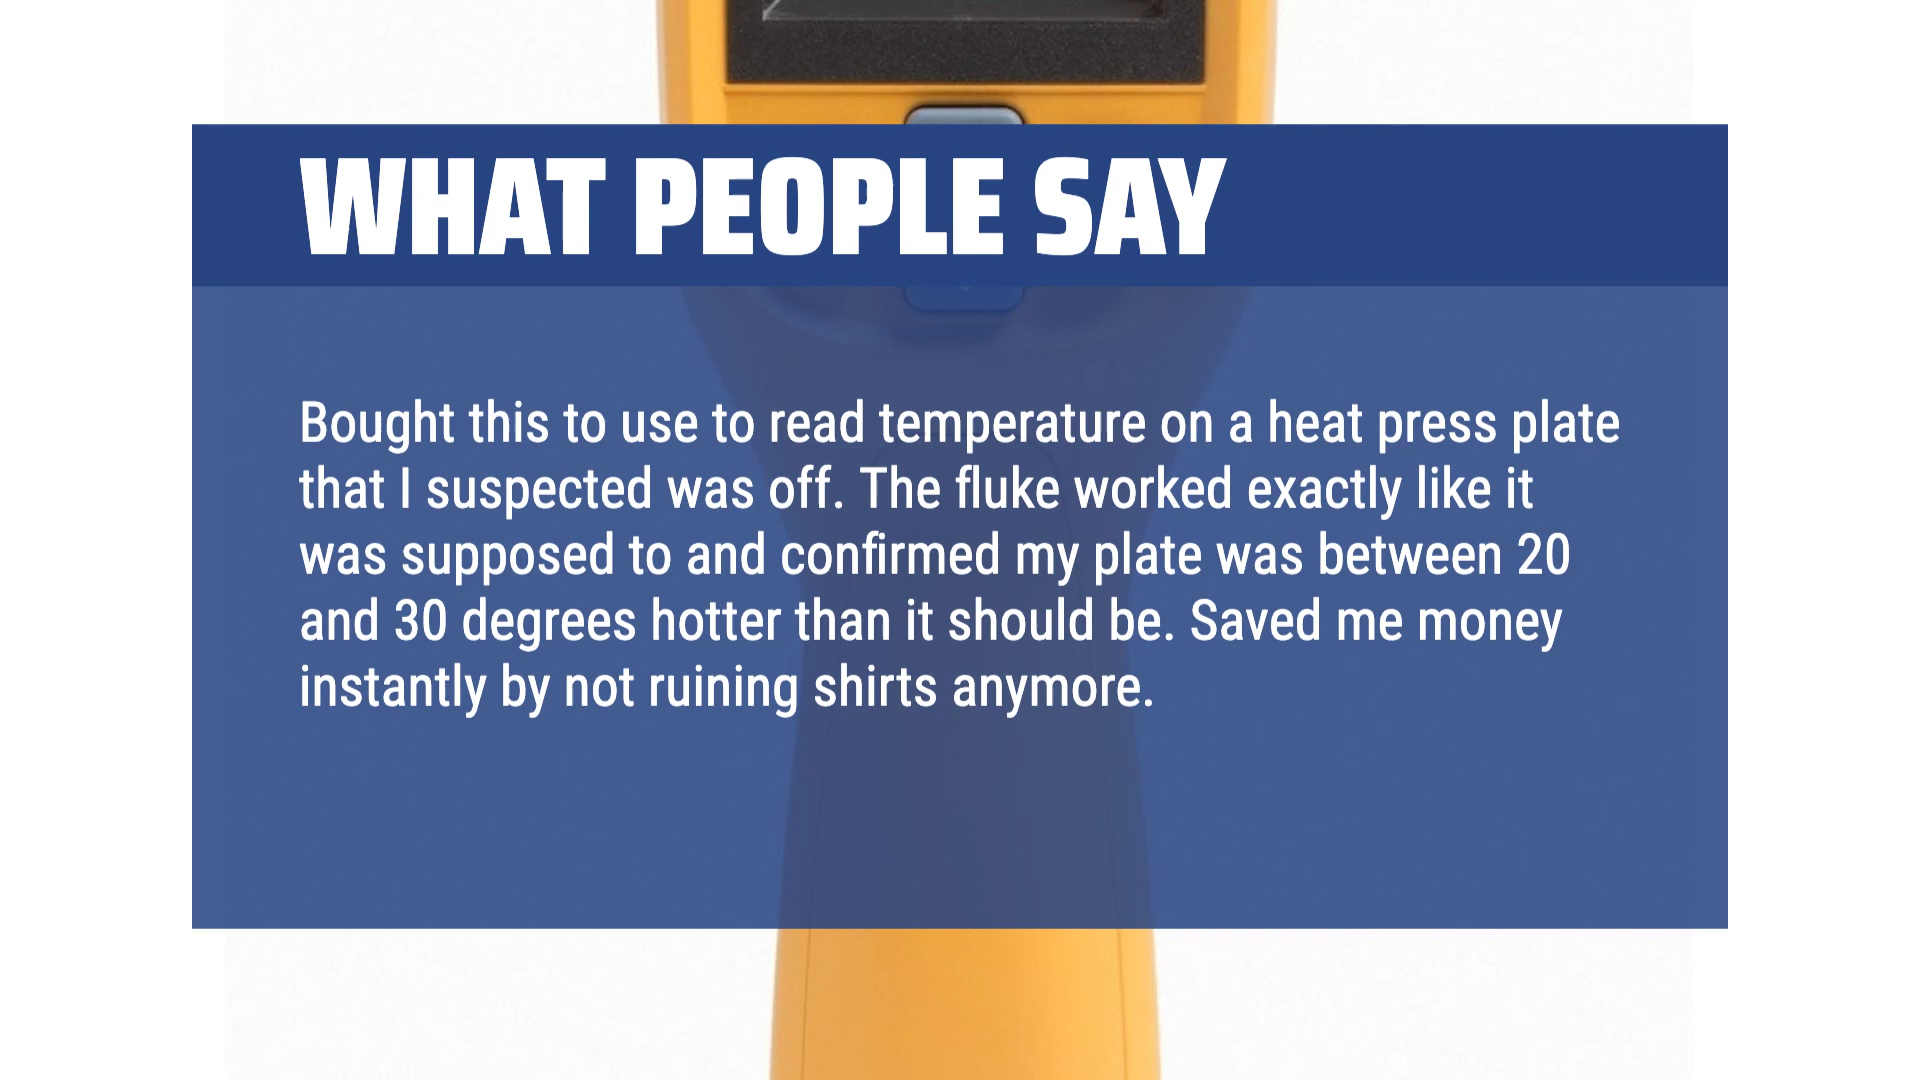 WHAT PEOPLE SAY
Bought this to use to read temperature on a heat press plate
that I suspected was off. The fluke worked exactly like it
was supposed to and confirmed my plate was between 20
and 30 degrees hotter than it should be. Saved me money
instantly by not ruining shirts anymore.